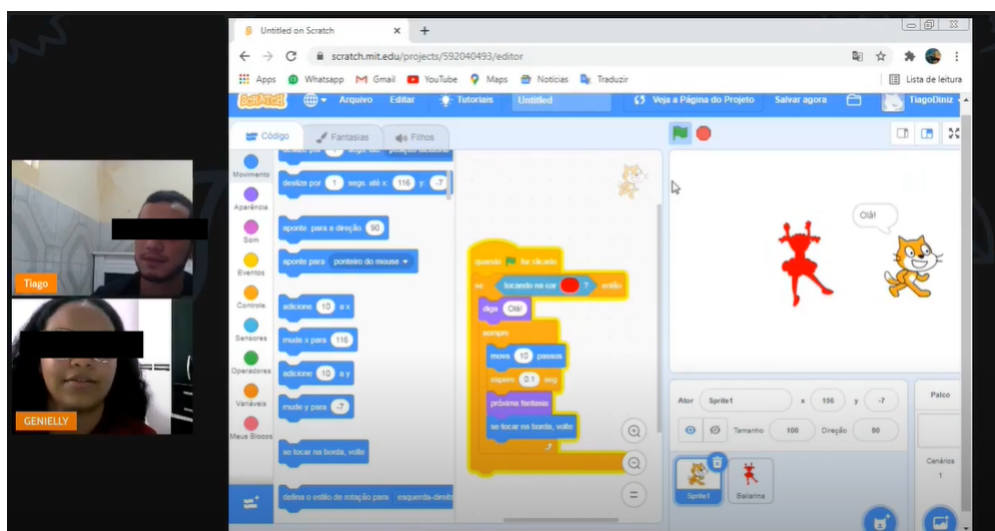 Untitled on Scratch
scratch.mit.edu/projects/592040493/editor
Apps Whatsapp Gmail YouTube Maps Notícias Traduzir Lista de leitura
SCRATCH Arquivo Editar Tutoriais Untitled Veja a Página do Projeto Salvar agora TiagoDiniz
Código Fantasias
Movimento
Aparência
Som
Eventos
Controle
Sensores
Operadores
Variáveis
Meus Blocos
deslize por 1 segs. até x: 116 y: -7
aponte para a direção 90
aponte para ponteiro do mouse
adicione 10 a x
mude x para 116
adicione 10 a y
mude y para -7
se tocar na borda, volte
defina o estilo de rotação para esquerda-direita
quando for clicado
se tocando na cor ? então
diga Olá!
sempre
mova 10 passos
espere 0.1 seg
próxima fantasia
se tocar na borda, volte
Olá!
Ator Sprite1 x 156 y -7
Tamanho 100 Direção 90
Sprite1
Bailarina
Palco
Cenários
1
Tiago
GENIELLY